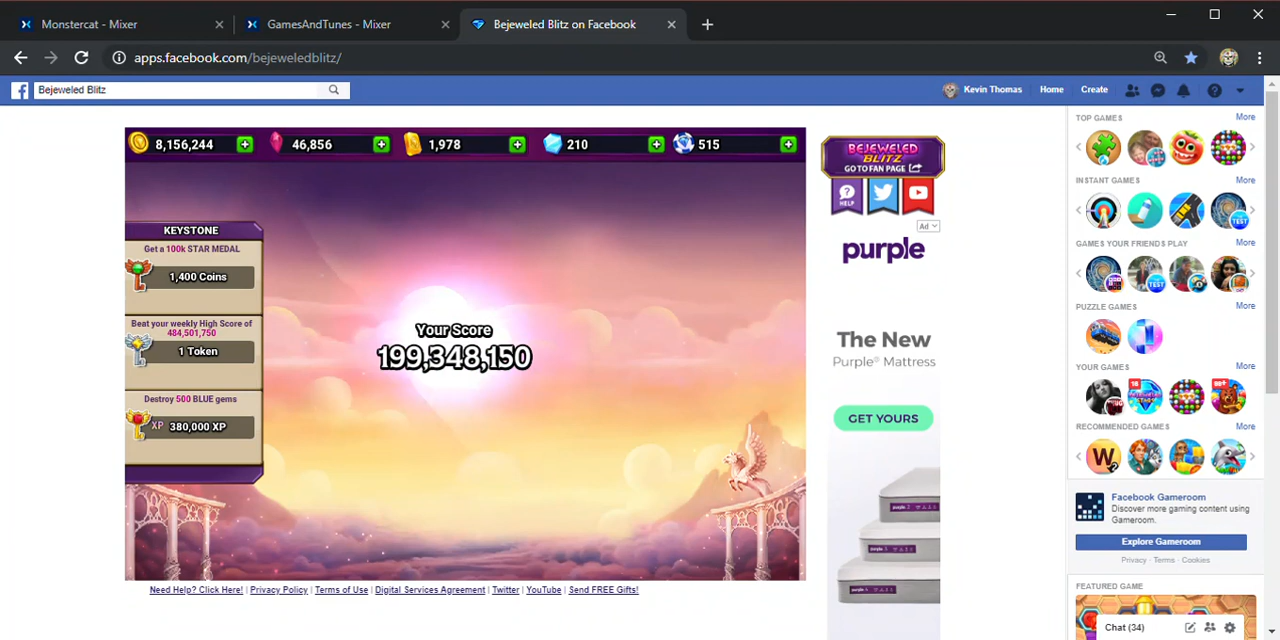 Monstercat - Mixer
GamesAndTunes - Mixer
Bejeweled Blitz on Facebook
apps.facebook.com/bejeweledblitz/
Bejeweled Blitz
Kevin Thomas
Home
Create
8,156,244
46,856
1,978
210
515
KEYSTONE
Get a 100k STAR MEDAL
1,400 Coins
Beat your weekly High Score of
484,501,750
1 Token
Destroy 500 BLUE gems
XP 380,000 XP
Your Score
199,348,150
Need Help? Click Here! | Privacy Policy | Terms of Use | Digital Services Agreement | Twitter | YouTube | Send FREE Gifts!
BEJEWELED
BLITZ
GO TO FAN PAGE
HELP
Ad
purple
The New
Purple® Mattress
GET YOURS
TOP GAMES More
INSTANT GAMES More
TEST
GAMES YOUR FRIENDS PLAY More
TEST
PUZZLE GAMES More
YOUR GAMES More
RECOMMENDED GAMES More
W
Facebook Gameroom
Discover more gaming content using
Gameroom.
Explore Gameroom
Privacy · Terms · Cookies
FEATURED GAME
Chat (34)